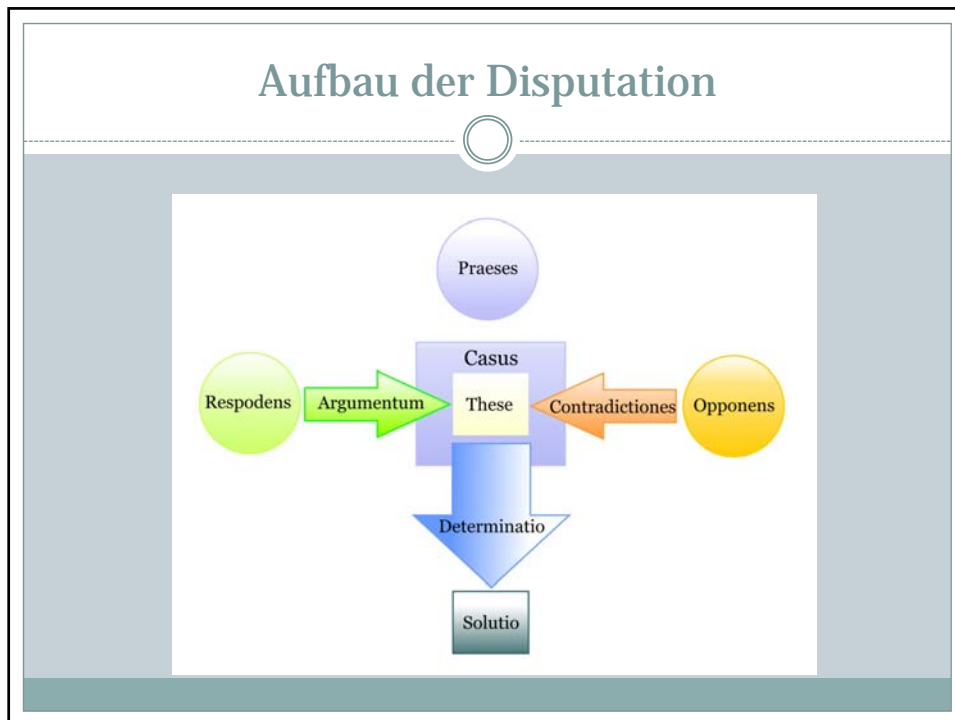 Aufbau der Disputation
Praeses
Casus
Respodens
Argumentum
These
Contradictiones
Opponens
Determinatio
Solutio